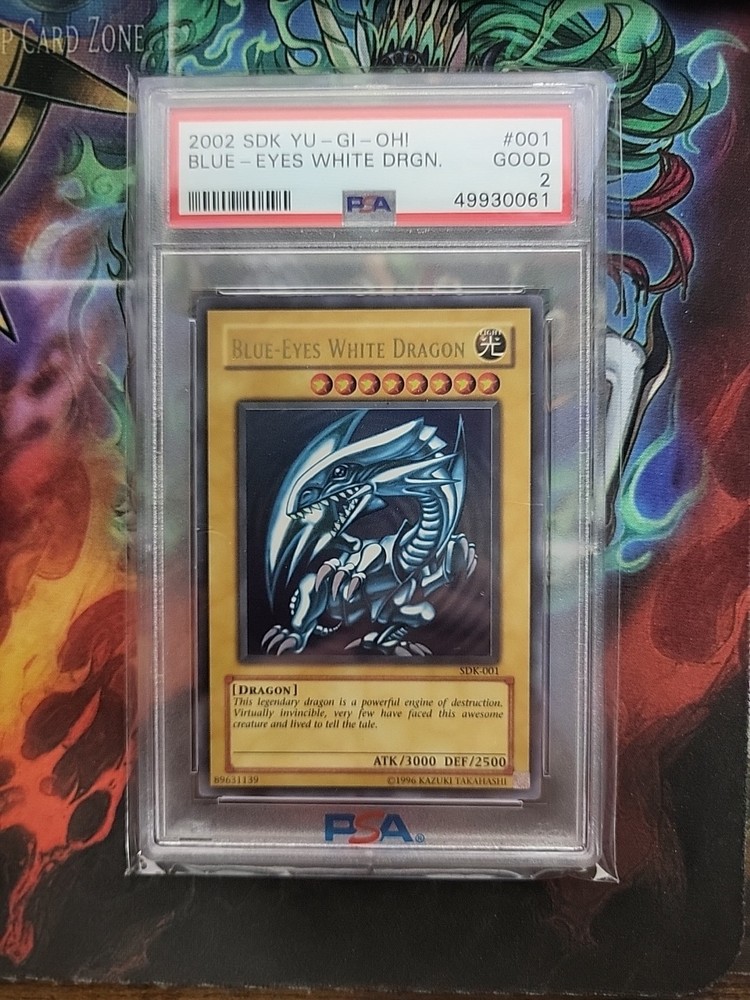 P CARD ZONE
2002 SDK YU-GI-OH! #001
BLUE-EYES WHITE DRGN. GOOD
2
PSA 49930061
BLUE-EYES WHITE DRAGON
LIGHT
光
SDK-001
[DRAGON]
This legendary dragon is a powerful engine of destruction.
Virtually invincible, very few have faced this awesome
creature and lived to tell the tale.
ATK/3000 DEF/2500
89631139 ©1996 KAZUKI TAKAHASHI
PSA®